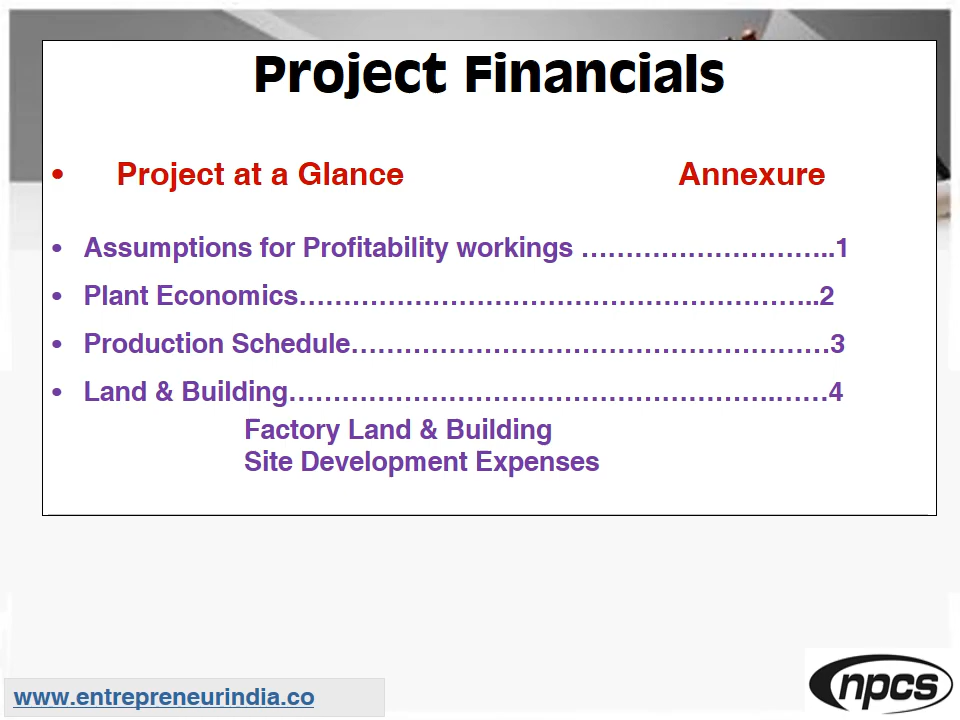 Project Financials
• Project at a Glance Annexure
• Assumptions for Profitability workings ………………………..1
• Plant Economics…………………………………………………..2
• Production Schedule………………………………………………3
• Land & Building……………………………………………….……4
Factory Land & Building
Site Development Expenses
www.entrepreneurindia.co
npcs